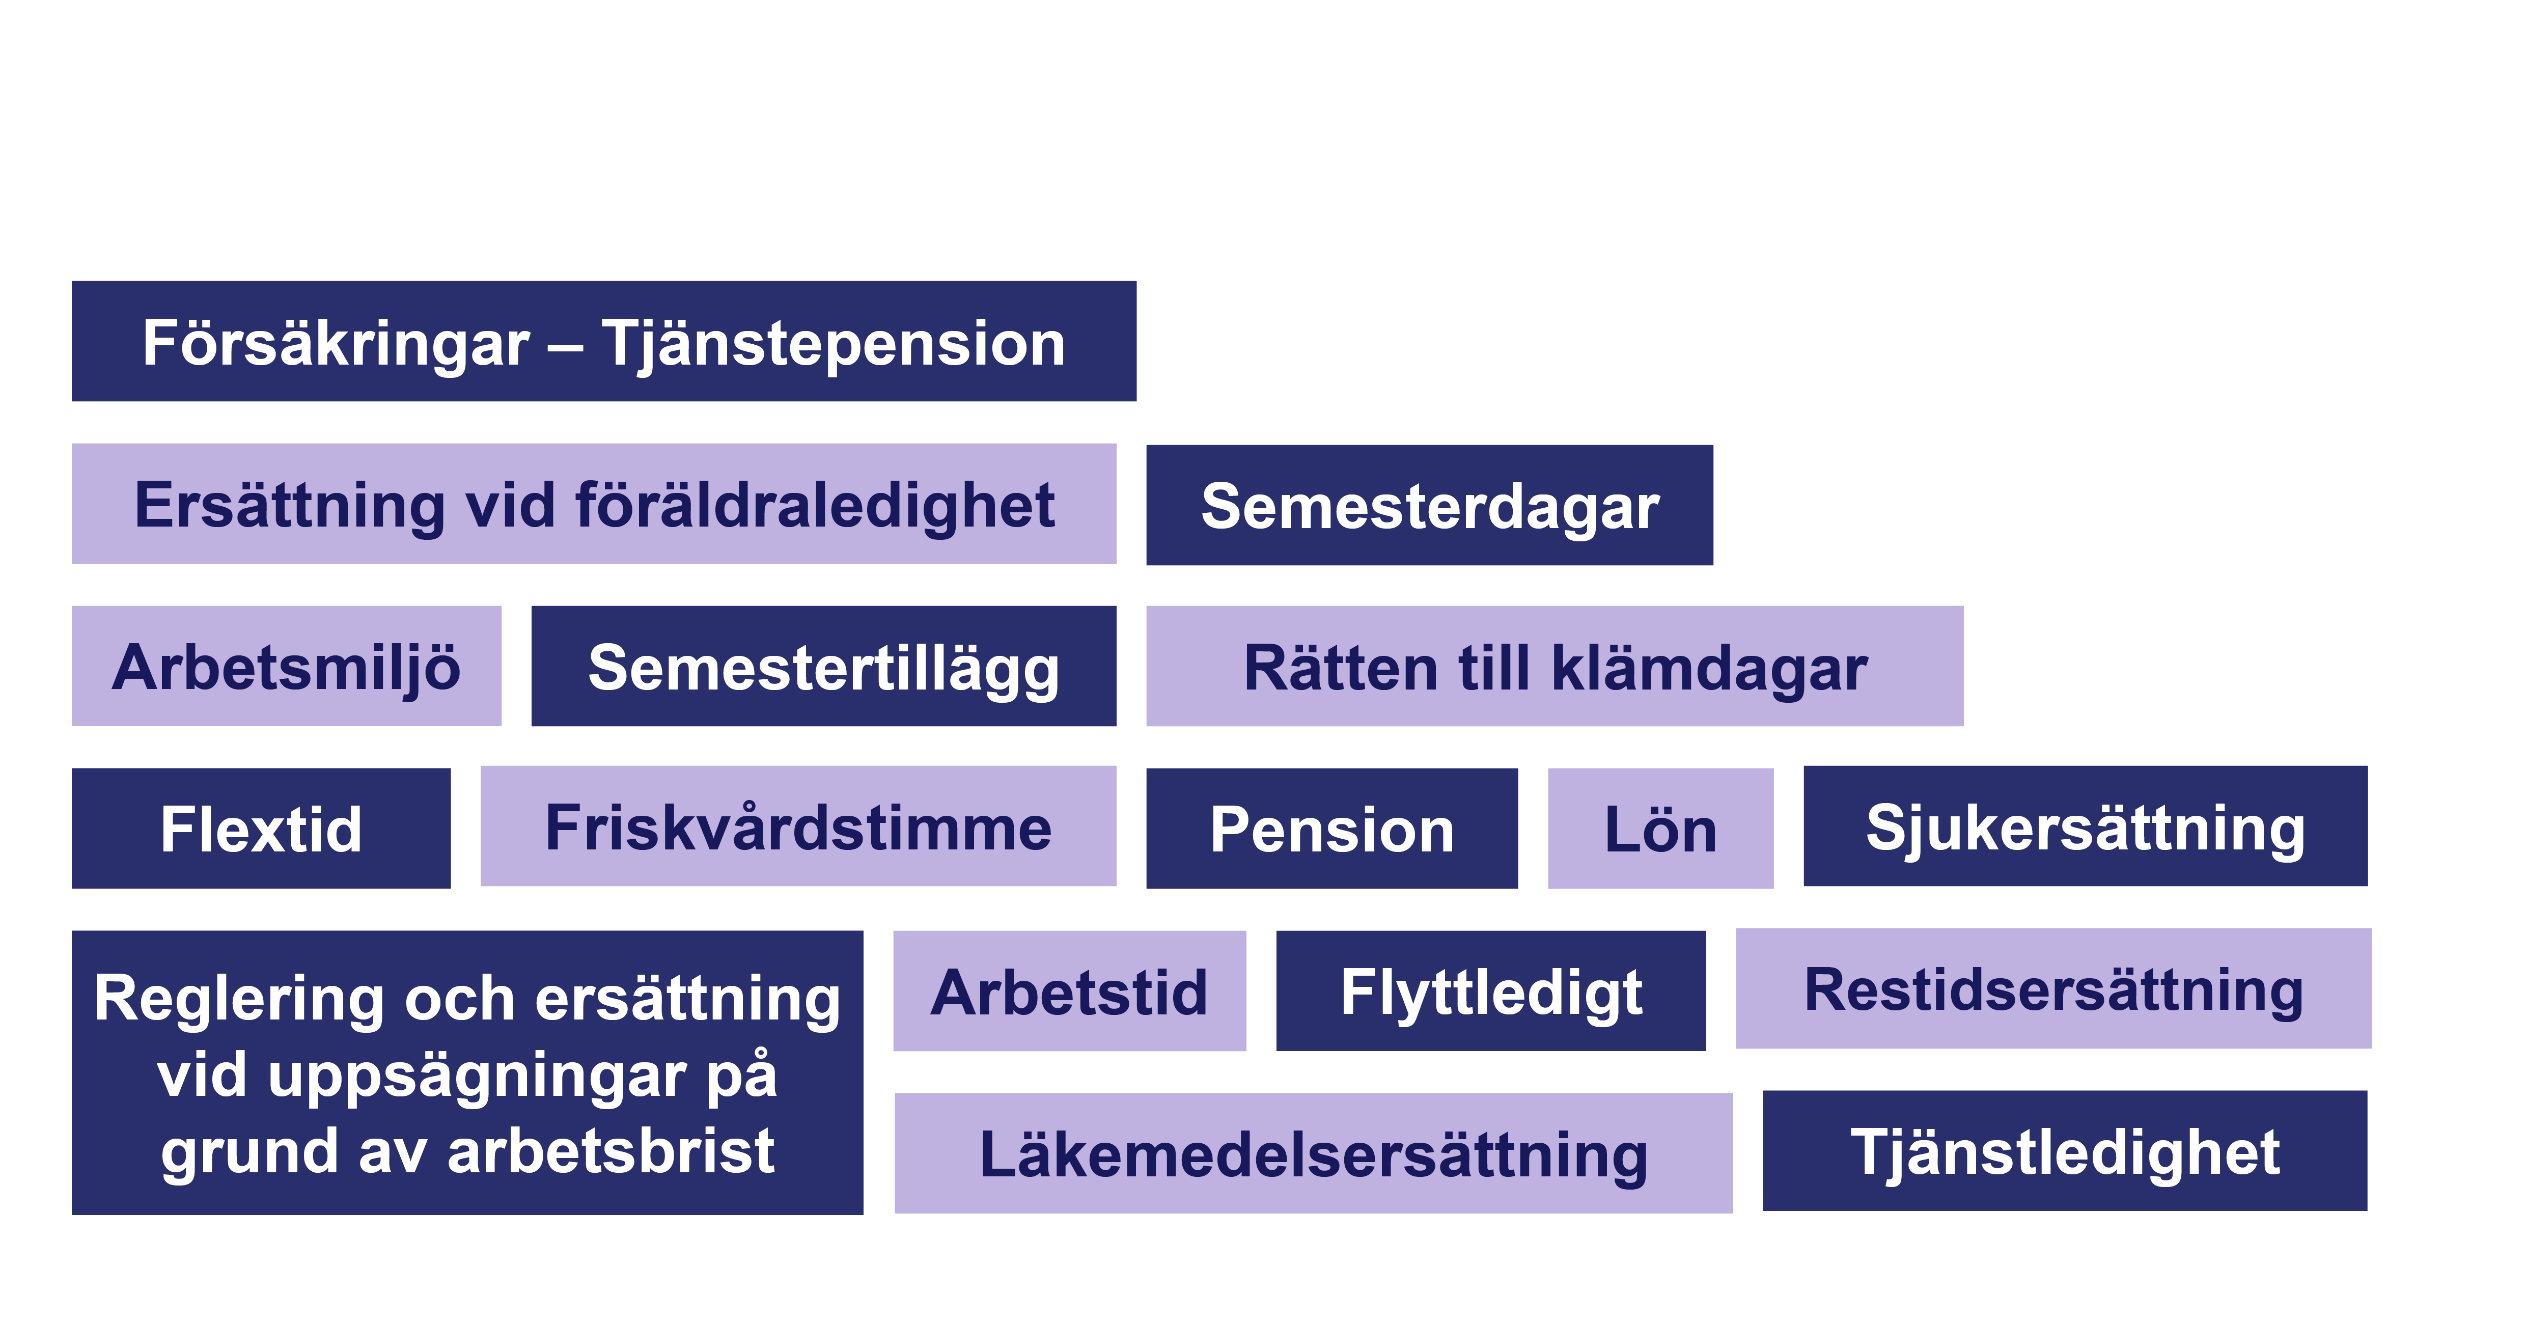 Försäkringar – Tjänstepension
Ersättning vid föräldraledighet
Semesterdagar
Arbetsmiljö
Semestertillägg
Rätten till klämdagar
Flextid
Friskvårdstimme
Pension
Lön
Sjukersättning
Reglering och ersättning
vid uppsägningar på
grund av arbetsbrist
Arbetstid
Flyttledigt
Restidsersättning
Läkemedelsersättning
Tjänstledighet